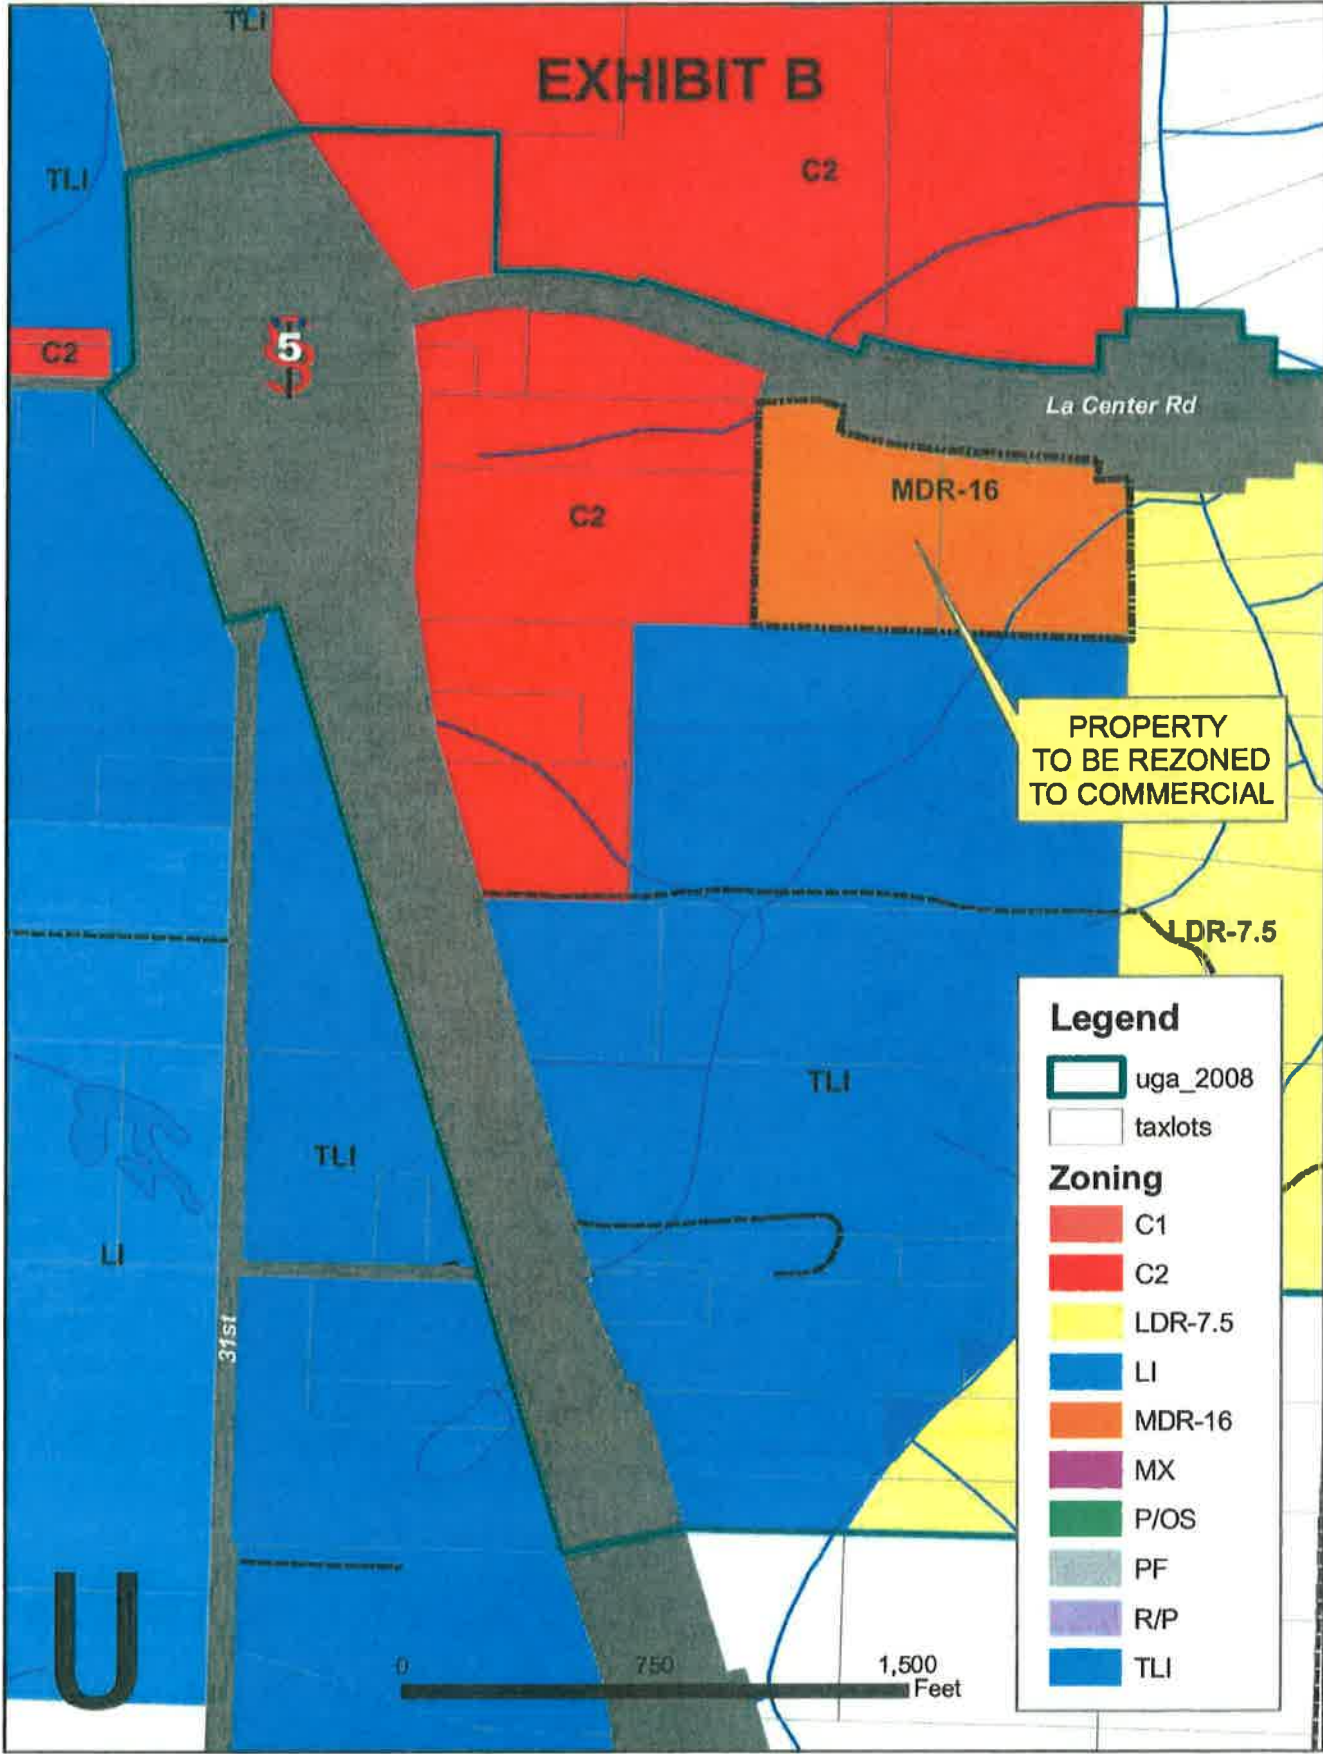 TLI
EXHIBIT B
TLI
C2
C2
5
La Center Rd
MDR-16
C2
PROPERTY
TO BE REZONED
TO COMMERCIAL
LDR-7.5
TLI
TLI
LI
31st
Legend
uga_2008
taxlots
Zoning
C1
C2
LDR-7.5
LI
MDR-16
MX
P/OS
PF
R/P
TLI
U
0 750 1,500
Feet